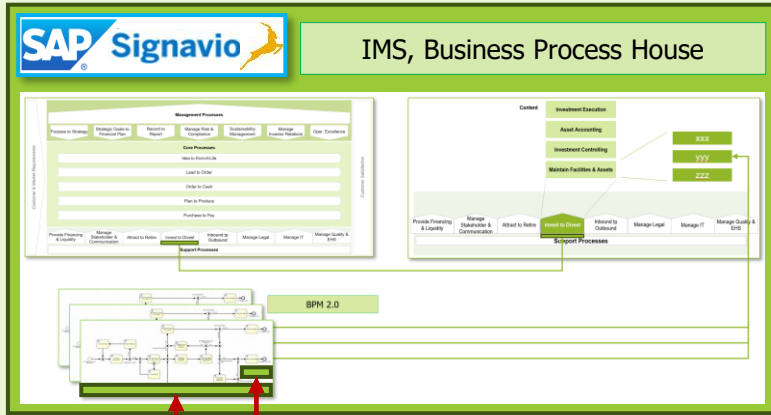 SAP Signavio
IMS, Business Process House
Management Processes
Purpose to Strategy
Strategic Goals to
Financial Plan
Record to
Report
Manage Risk &
Compliance
Sustainability
Management
Manage
Investor Relations
Oper. Excellence
Customer & Market Requirements
Core Processes
Idea to End-of-Life
Lead to Order
Order to Cash
Plan to Produce
Purchase to Pay
Customer Satisfaction
Provide Financing
& Liquidity
Manage
Stakeholder &
Communication
Attract to Retire
Invest to Divest
Inbound to
Outbound
Manage Legal
Manage IT
Manage Quality &
EHS
Support Processes
Content
Investment Execution
Asset Accounting
Investment Controlling
Maintain Facilities & Assets
xxx
yyy
zzz
Provide Financing
& Liquidity
Manage
Stakeholder &
Communication
Attract to Retire
Invest to Divest
Inbound to
Outbound
Manage Legal
Manage IT
Manage Quality &
EHS
Support Processes
BPM 2.0